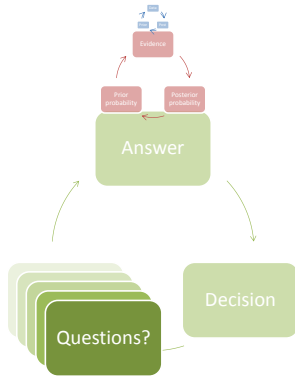 Evidence
Prior
probability
Posterior
probability
Answer
Questions?
Decision